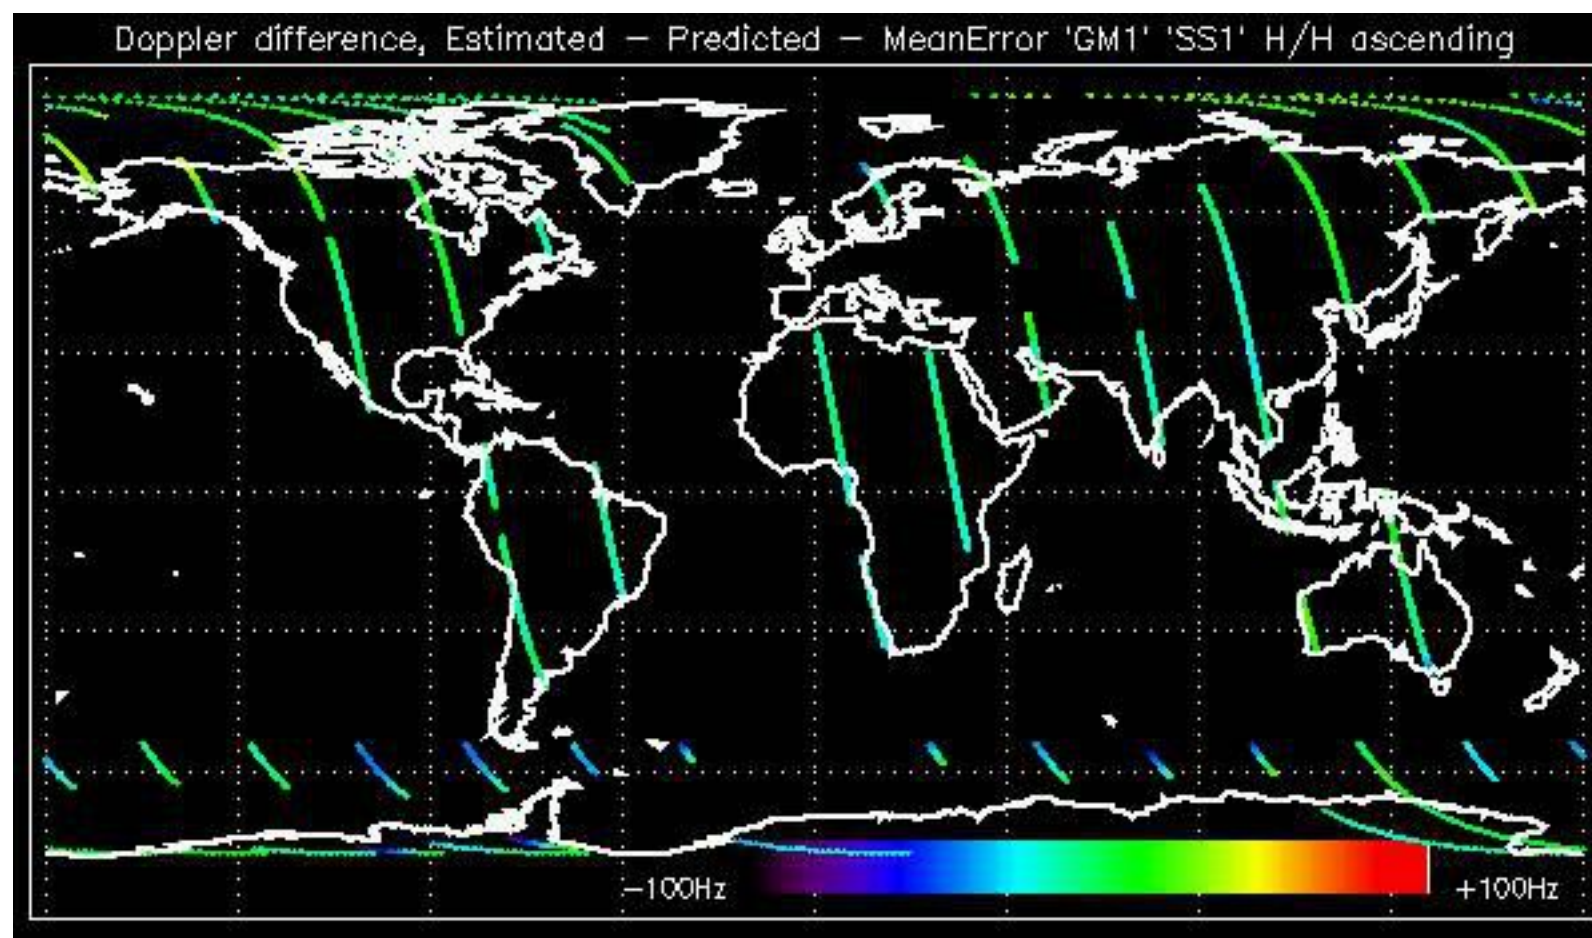 Doppler difference, Estimated – Predicted – MeanError 'GM1' 'SS1' H/H ascending
-100Hz
+100Hz